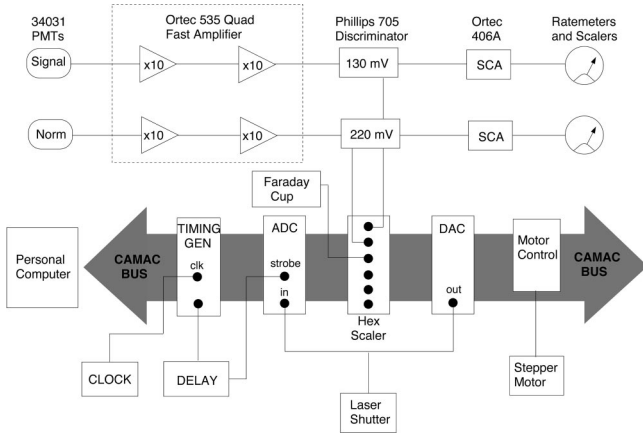 34031
PMTs
Ortec 535 Quad
Fast Amplifier
Phillips 705
Discriminator
Ortec
406A
Ratemeters
and Scalers
Signal
x10
x10
130 mV
SCA
Norm
x10
x10
220 mV
SCA
Faraday
Cup
Personal
Computer
CAMAC
BUS
TIMING
GEN
clk
ADC
strobe
in
Hex
Scaler
DAC
out
Motor
Control
CAMAC
BUS
CLOCK
DELAY
Laser
Shutter
Stepper
Motor